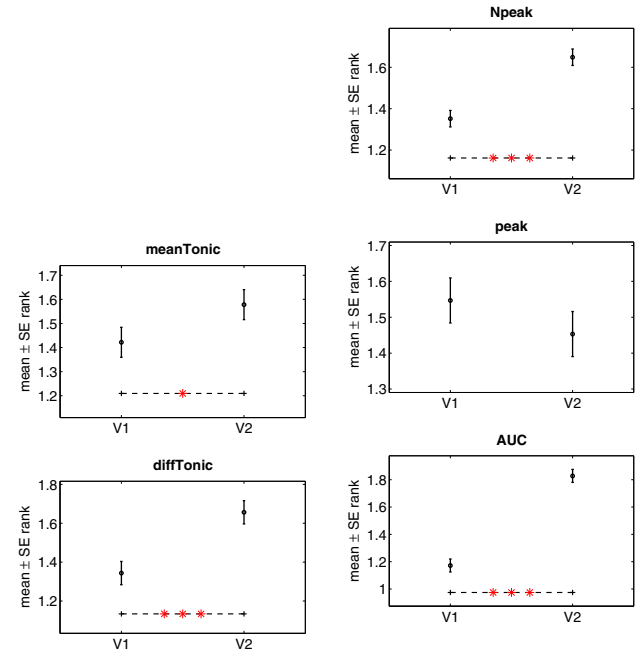 Npeak
mean ± SE rank
1.6
1.4
1.2
V1 V2
meanTonic
mean ± SE rank
1.7
1.6
1.5
1.4
1.3
1.2
V1 V2
peak
mean ± SE rank
1.7
1.6
1.5
1.4
1.3
V1 V2
diffTonic
mean ± SE rank
1.8
1.6
1.4
1.2
V1 V2
AUC
mean ± SE rank
1.8
1.6
1.4
1.2
1
V1 V2